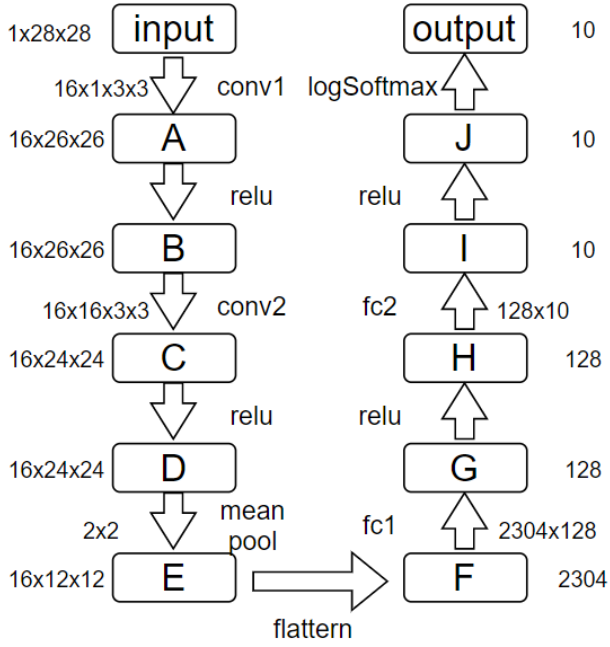 1x28x28 input
16x1x3x3 conv1
16x26x26 A
relu
16x26x26 B
16x16x3x3 conv2
16x24x24 C
relu
16x24x24 D
2x2 mean
pool
16x12x12 E
flattern
output 10
logSoftmax
J 10
relu
I 10
fc2 128x10
H 128
relu
G 128
fc1 2304x128
F 2304